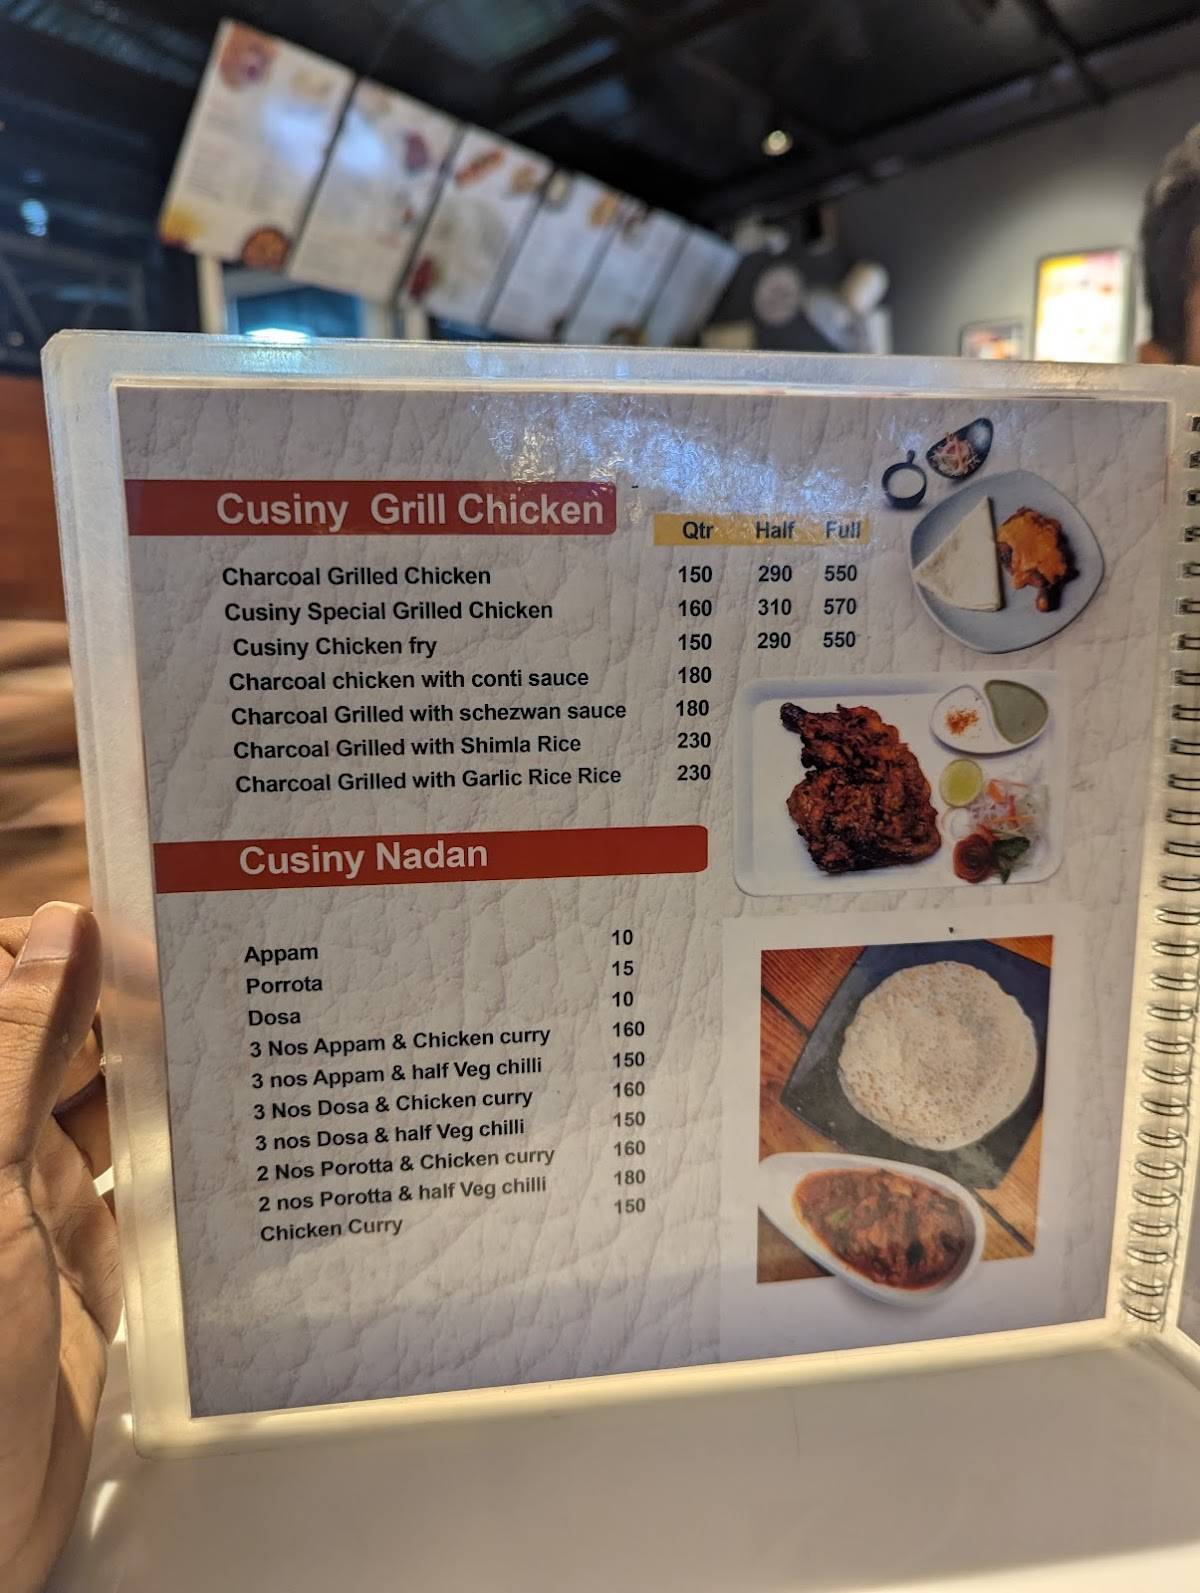 Cusiny Grill Chicken
Qtr Half Full
Charcoal Grilled Chicken 150 290 550
Cusiny Special Grilled Chicken 160 310 570
Cusiny Chicken fry 150 290 550
Charcoal chicken with conti sauce 180
Charcoal Grilled with schezwan sauce 180
Charcoal Grilled with Shimla Rice 230
Charcoal Grilled with Garlic Rice Rice 230
Cusiny Nadan
Appam 10
Porrota 15
Dosa 10
3 Nos Appam & Chicken curry 160
3 nos Appam & half Veg chilli 150
3 Nos Dosa & Chicken curry 160
3 nos Dosa & half Veg chilli 150
2 Nos Porotta & Chicken curry 160
2 nos Porotta & half Veg chilli 180
Chicken Curry 150